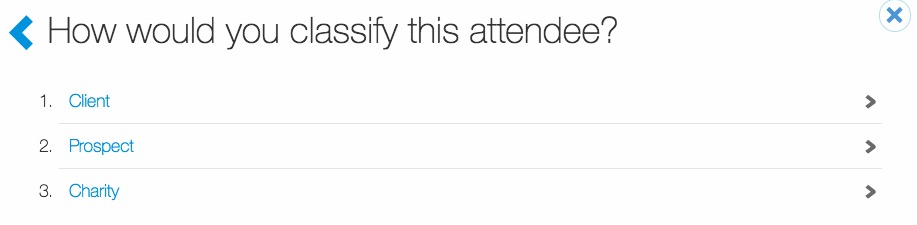 How would you classify this attendee?
1. Client
2. Prospect
3. Charity